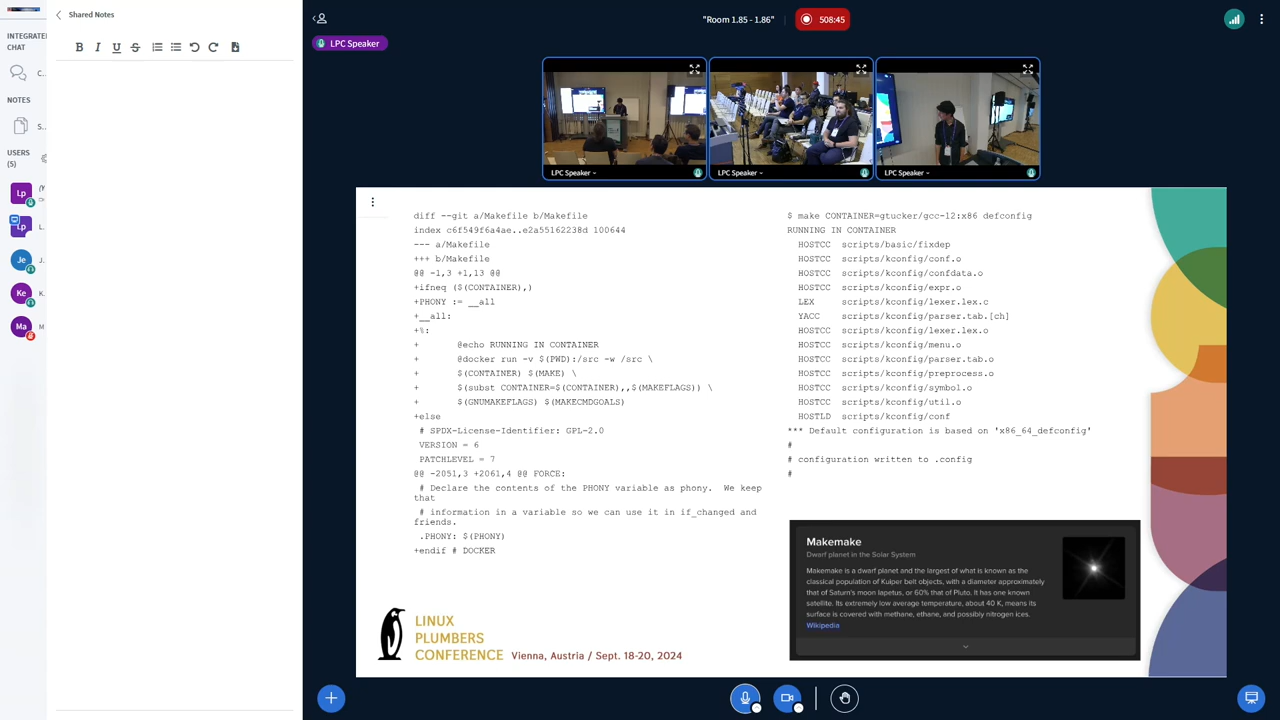 Shared Notes
INTEGRATE
CHAT
C...
NOTES
S...
USERS
(5)
Lp
L...
Lp
Je
J...
Ke
K...
Ma
M
"Room 1.85 - 1.86"
508:45
LPC Speaker
LPC Speaker
LPC Speaker
LPC Speaker
diff --git a/Makefile b/Makefile
index c6f549f6a4ae..e2a55162238d 100644
--- a/Makefile
+++ b/Makefile
@@ -1,3 +1,13 @@
+ifneq ($(CONTAINER),)
+PHONY := __all
+__all:
+%:
+ @echo RUNNING IN CONTAINER
+ @docker run -v $(PWD):/src -w /src \
+ $(CONTAINER) $(MAKE) \
+ $(subst CONTAINER=$(CONTAINER),,$(MAKEFLAGS)) \
+ $(GNUMAKEFLAGS) $(MAKECMDGOALS)
+else
# SPDX-License-Identifier: GPL-2.0
VERSION = 6
PATCHLEVEL = 7
@@ -2051,3 +2061,4 @@ FORCE:
# Declare the contents of the PHONY variable as phony. We keep
that
# information in a variable so we can use it in if_changed and
friends.
.PHONY: $(PHONY)
+endif # DOCKER
$ make CONTAINER=gtucker/gcc-12:x86 defconfig
RUNNING IN CONTAINER
HOSTCC scripts/basic/fixdep
HOSTCC scripts/kconfig/conf.o
HOSTCC scripts/kconfig/confdata.o
HOSTCC scripts/kconfig/expr.o
LEX scripts/kconfig/lexer.lex.c
YACC scripts/kconfig/parser.tab.[ch]
HOSTCC scripts/kconfig/lexer.lex.o
HOSTCC scripts/kconfig/menu.o
HOSTCC scripts/kconfig/parser.tab.o
HOSTCC scripts/kconfig/preprocess.o
HOSTCC scripts/kconfig/symbol.o
HOSTCC scripts/kconfig/util.o
HOSTLD scripts/kconfig/conf
*** Default configuration is based on 'x86_64_defconfig'
#
# configuration written to .config
#
Makemake
Dwarf planet in the Solar System
Makemake is a dwarf planet and the largest of what is known as the
classical population of Kuiper belt objects, with a diameter approximately
that of Saturn's moon Iapetus, or 60% that of Pluto. It has one known
satellite. Its extremely low average temperature, about 40 K, means its
surface is covered with methane, ethane, and possibly nitrogen ices.
Wikipedia
LINUX
PLUMBERS
CONFERENCE Vienna, Austria / Sept. 18-20, 2024